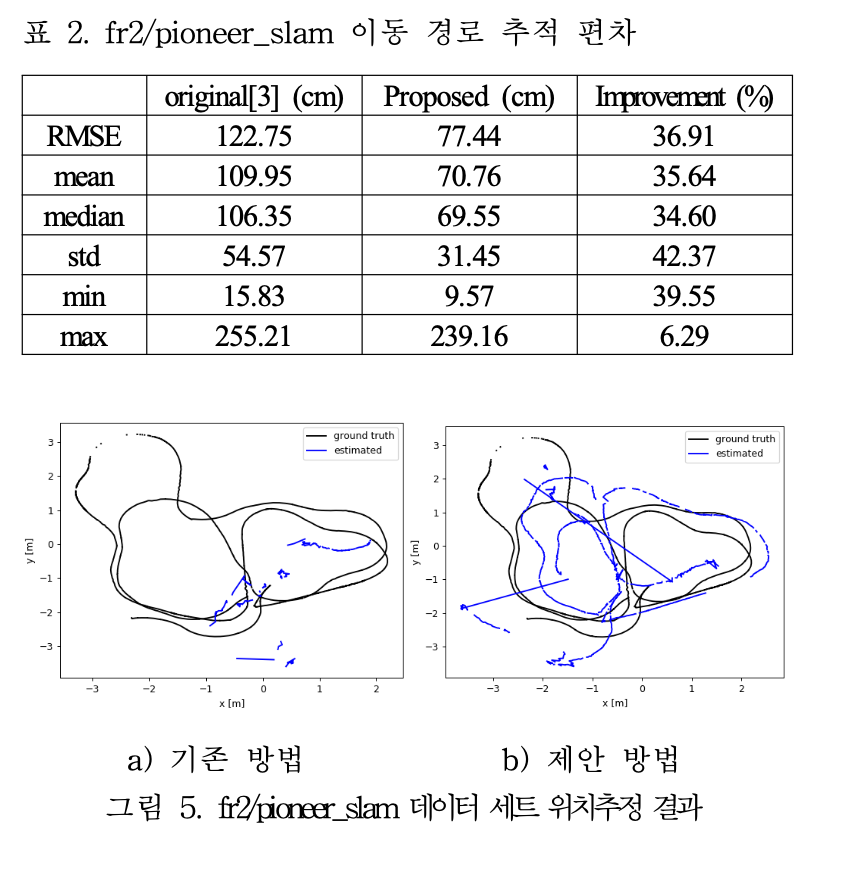 표 2. fr2/pioneer_slam 이동 경로 추적 편차
original[3] (cm) Proposed (cm) Improvement (%)
RMSE 122.75 77.44 36.91
mean 109.95 70.76 35.64
median 106.35 69.55 34.60
std 54.57 31.45 42.37
min 15.83 9.57 39.55
max 255.21 239.16 6.29
ground truth
estimated
3
2
1
0
−1
−2
−3
y [m]
−3 −2 −1 0 1 2
x [m]
ground truth
estimated
3
2
1
0
−1
−2
−3
y [m]
−3 −2 −1 0 1 2
x [m]
a) 기존 방법
b) 제안 방법
그림 5. fr2/pioneer_slam 데이터 세트 위치추정 결과